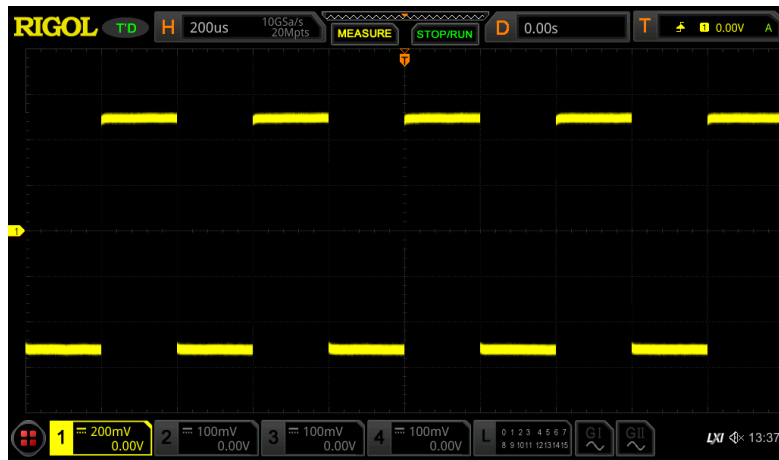 RIGOL T'D H 200us 10GSa/s 20Mpts MEASURE STOP/RUN D 0.00s T 1 0.00V A
T
1
1 200mV 0.00V 2 100mV 0.00V 3 100mV 0.00V 4 100mV 0.00V L 0 1 2 3 4 5 6 7 GI GII LXI 13:37
8 9 10 11 12 13 14 15